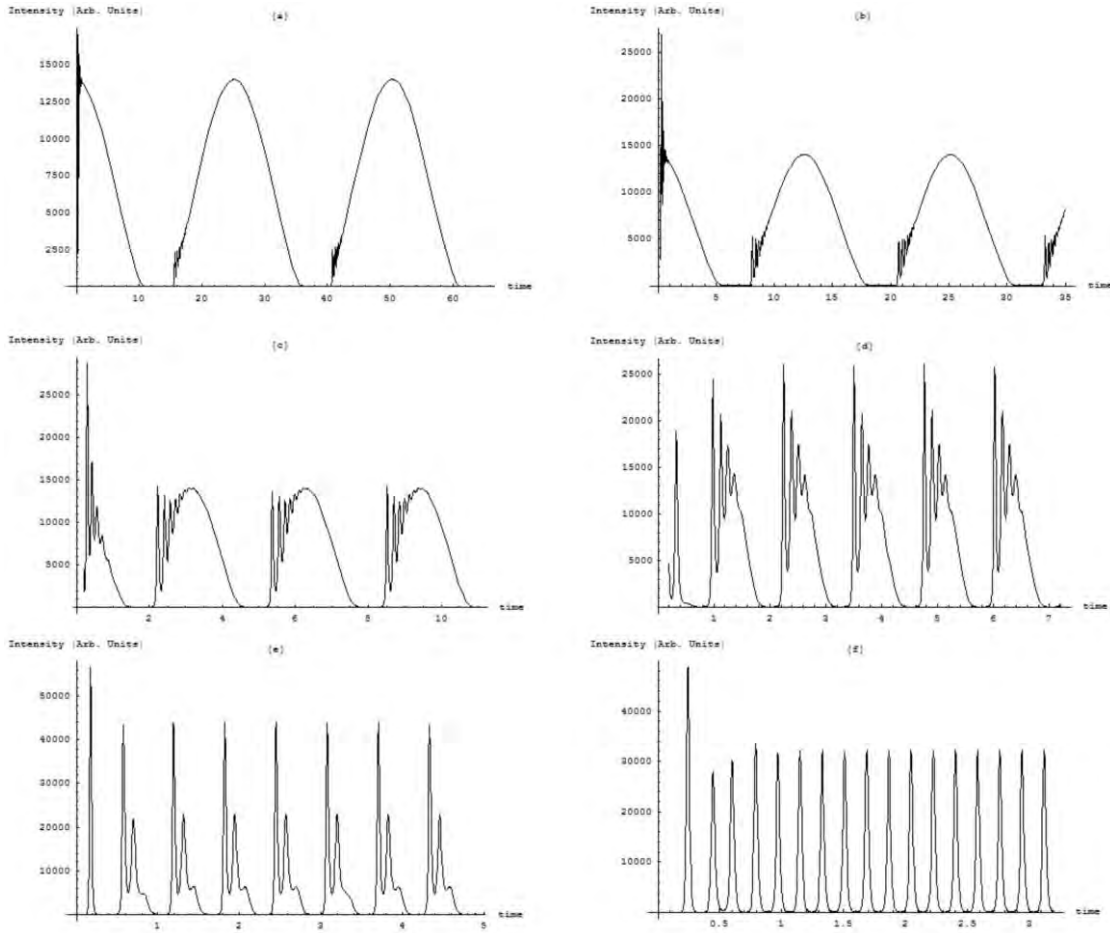 Intensity (Arb. Units) (a)
15000
12500
10000
7500
5000
2500
10 20 30 40 50 60 time
Intensity (Arb. Units) (b)
25000
20000
15000
10000
5000
5 10 15 20 25 30 35 time
Intensity (Arb. Units) (c)
25000
20000
15000
10000
5000
2 4 6 8 10 time
Intensity (Arb. Units) (d)
25000
20000
15000
10000
5000
1 2 3 4 5 6 7 time
Intensity (Arb. Units) (e)
50000
40000
30000
20000
10000
1 2 3 4 5 time
Intensity (Arb. Units) (f)
40000
30000
20000
10000
0.5 1 1.5 2 2.5 3 time